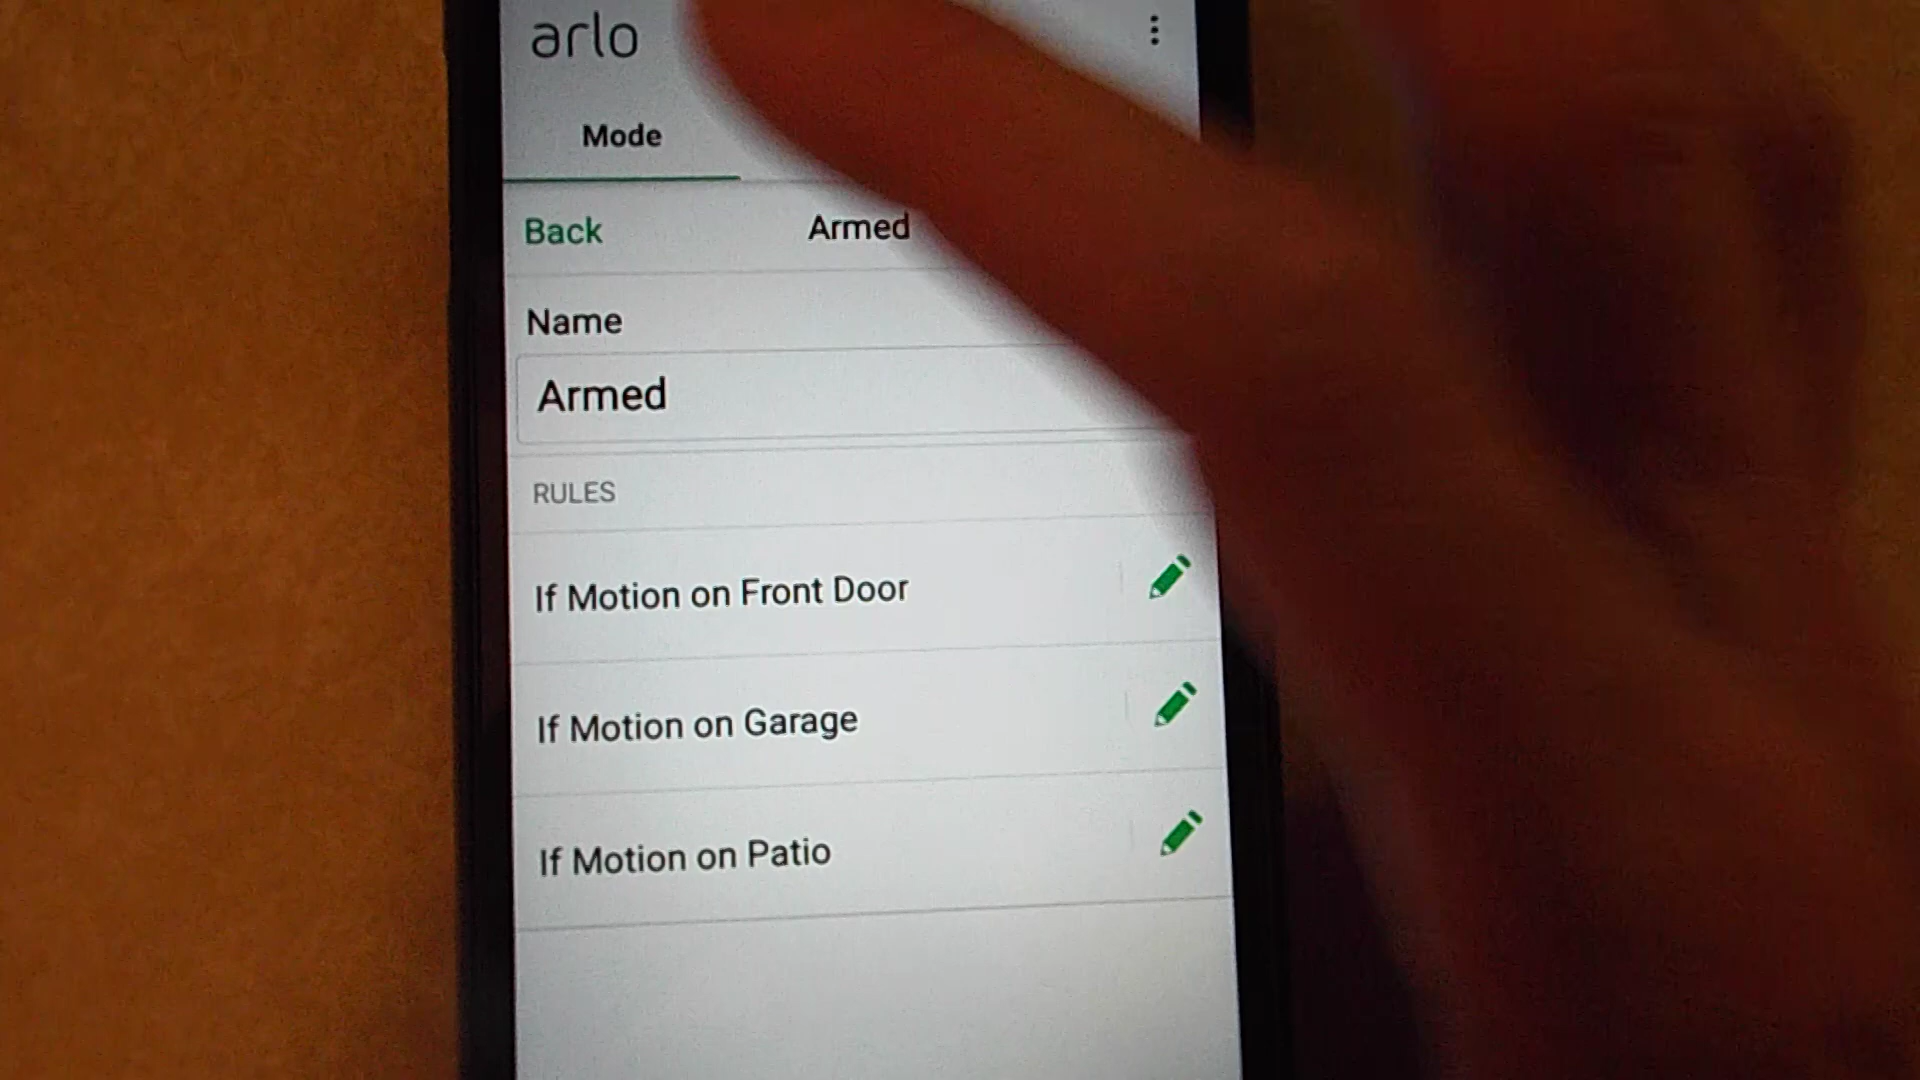 arlo
Mode
Back Armed
Name
Armed
RULES
If Motion on Front Door
If Motion on Garage
If Motion on Patio